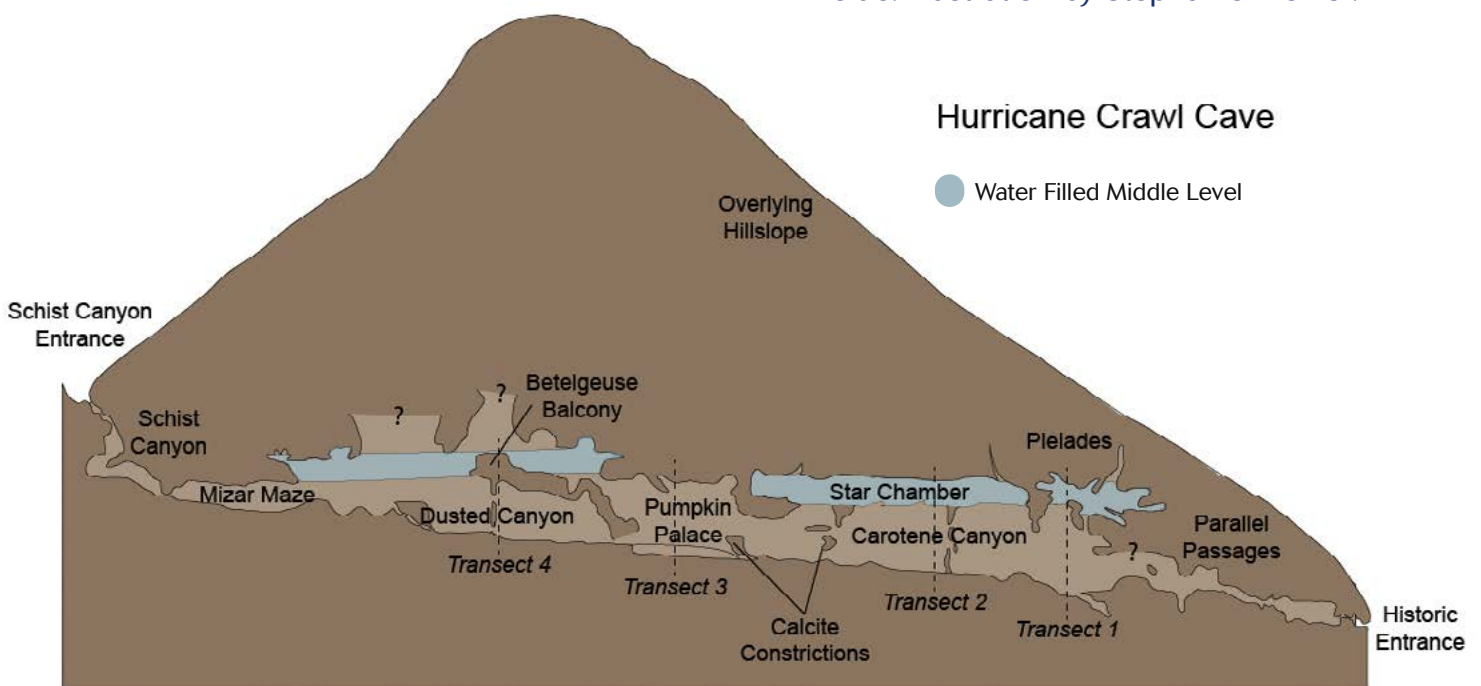 Hurricane Crawl Cave
Water Filled Middle Level
Overlying
Hillslope
Schist Canyon
Entrance
Schist
Canyon
?
?
Betelgeuse
Balcony
Plelades
Mizar Maze
Star Chamber
Dusted Canyon
Pumpkin
Palace
Carotene Canyon
?
Parallel
Passages
Transect 4
Transect 3
Transect 2
Transect 1
Calcite
Constrictions
Historic
Entrance